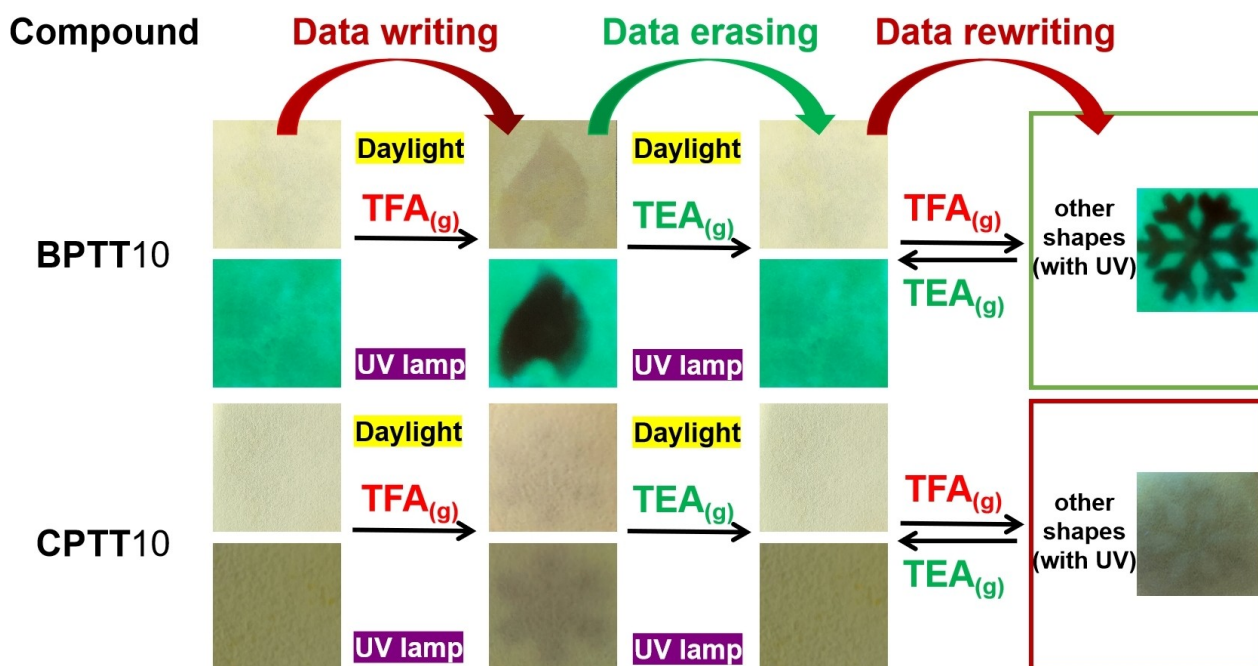 Compound Data writing Data erasing Data rewriting
Daylight Daylight
TFA(g) TEA(g) TFA(g)
BPTT10
TEA(g)
other
shapes
(with UV)
UV lamp UV lamp
Daylight Daylight
TFA(g) TEA(g) TFA(g)
CPTT10
TEA(g)
other
shapes
(with UV)
UV lamp UV lamp